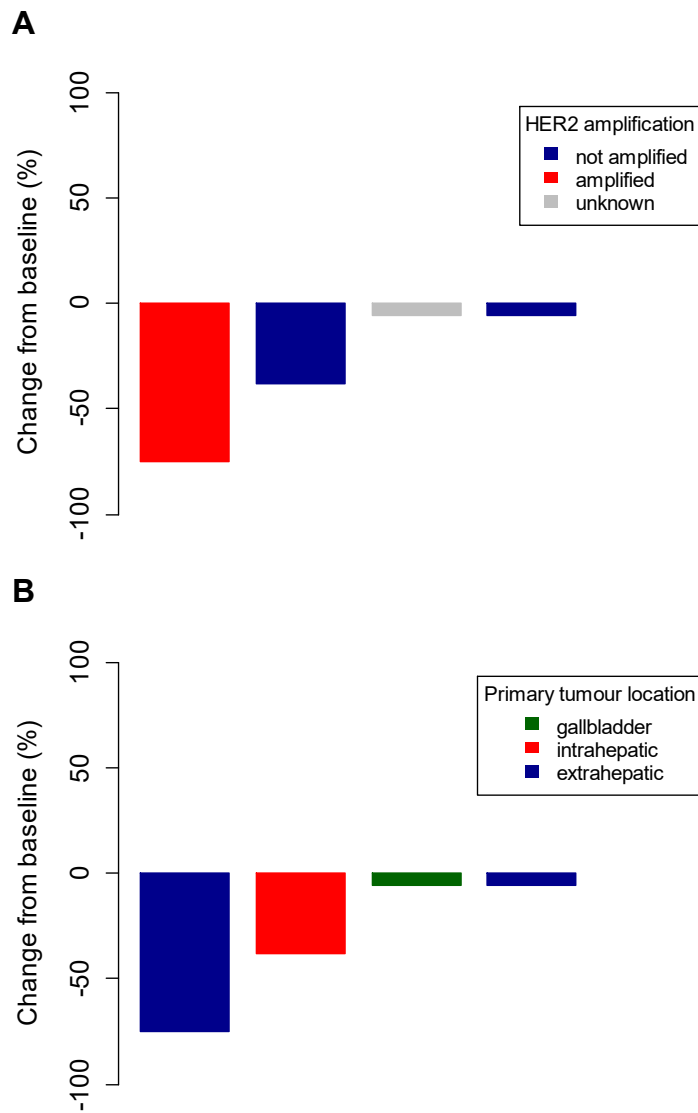 A
Change from baseline (%)
100
50
0
-50
-100
HER2 amplification
not amplified
amplified
unknown
B
Change from baseline (%)
100
50
0
-50
-100
Primary tumour location
gallbladder
intrahepatic
extrahepatic